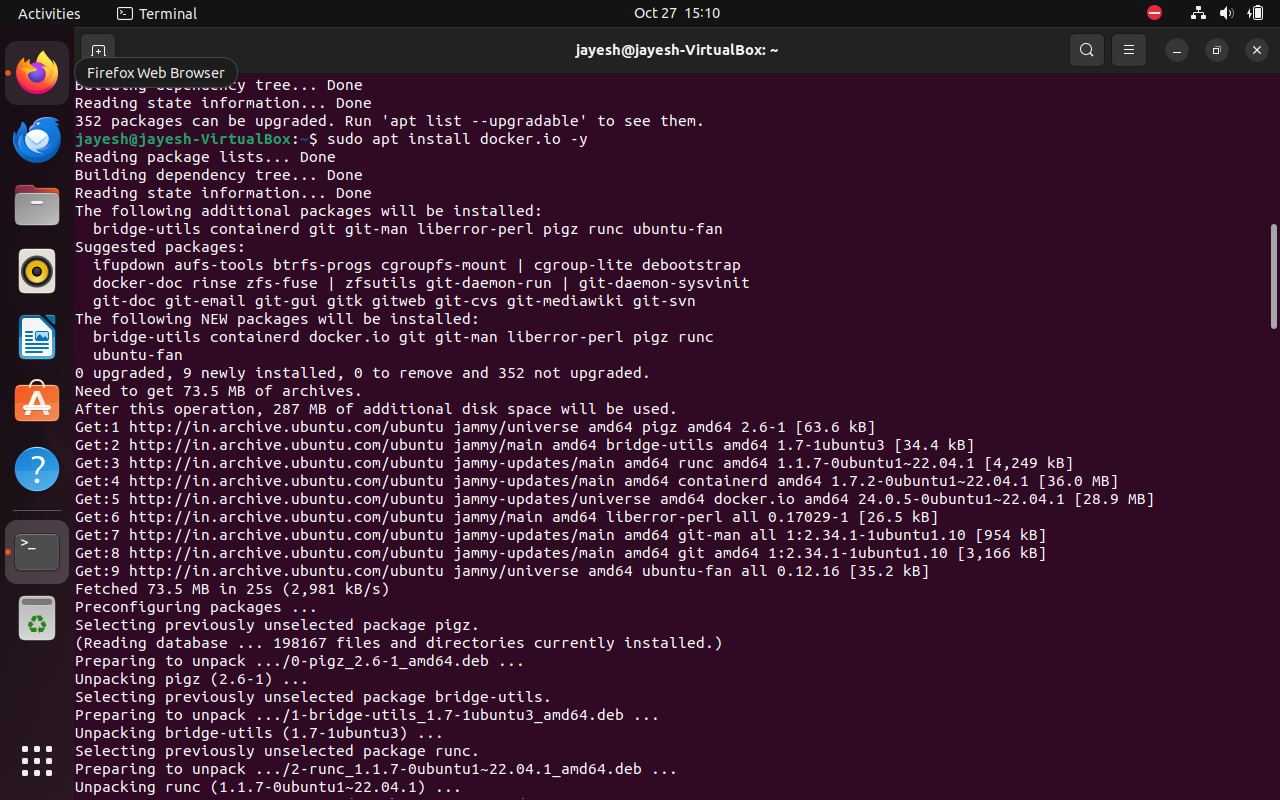 Activities
Terminal
Oct 27 15:10
jayesh@jayesh-VirtualBox: ~
Firefox Web Browser
Building dependency tree... Done
Reading state information... Done
352 packages can be upgraded. Run 'apt list --upgradable' to see them.
jayesh@jayesh-VirtualBox:~$ sudo apt install docker.io -y
Reading package lists... Done
Building dependency tree... Done
Reading state information... Done
The following additional packages will be installed:
  bridge-utils containerd git git-man liberror-perl pigz runc ubuntu-fan
Suggested packages:
  ifupdown aufs-tools btrfs-progs cgroupfs-mount | cgroup-lite debootstrap
  docker-doc rinse zfs-fuse | zfsutils git-daemon-run | git-daemon-sysvinit
  git-doc git-email git-gui gitk gitweb git-cvs git-mediawiki git-svn
The following NEW packages will be installed:
  bridge-utils containerd docker.io git git-man liberror-perl pigz runc
  ubuntu-fan
0 upgraded, 9 newly installed, 0 to remove and 352 not upgraded.
Need to get 73.5 MB of archives.
After this operation, 287 MB of additional disk space will be used.
Get:1 http://in.archive.ubuntu.com/ubuntu jammy/universe amd64 pigz amd64 2.6-1 [63.6 kB]
Get:2 http://in.archive.ubuntu.com/ubuntu jammy/main amd64 bridge-utils amd64 1.7-1ubuntu3 [34.4 kB]
Get:3 http://in.archive.ubuntu.com/ubuntu jammy-updates/main amd64 runc amd64 1.1.7-0ubuntu1~22.04.1 [4,249 kB]
Get:4 http://in.archive.ubuntu.com/ubuntu jammy-updates/main amd64 containerd amd64 1.7.2-0ubuntu1~22.04.1 [36.0 MB]
Get:5 http://in.archive.ubuntu.com/ubuntu jammy-updates/universe amd64 docker.io amd64 24.0.5-0ubuntu1~22.04.1 [28.9 MB]
Get:6 http://in.archive.ubuntu.com/ubuntu jammy/main amd64 liberror-perl all 0.17029-1 [26.5 kB]
Get:7 http://in.archive.ubuntu.com/ubuntu jammy-updates/main amd64 git-man all 1:2.34.1-1ubuntu1.10 [954 kB]
Get:8 http://in.archive.ubuntu.com/ubuntu jammy-updates/main amd64 git amd64 1:2.34.1-1ubuntu1.10 [3,166 kB]
Get:9 http://in.archive.ubuntu.com/ubuntu jammy/universe amd64 ubuntu-fan all 0.12.16 [35.2 kB]
Fetched 73.5 MB in 25s (2,981 kB/s)
Preconfiguring packages ...
Selecting previously unselected package pigz.
(Reading database ... 198167 files and directories currently installed.)
Preparing to unpack .../0-pigz_2.6-1_amd64.deb ...
Unpacking pigz (2.6-1) ...
Selecting previously unselected package bridge-utils.
Preparing to unpack .../1-bridge-utils_1.7-1ubuntu3_amd64.deb ...
Unpacking bridge-utils (1.7-1ubuntu3) ...
Selecting previously unselected package runc.
Preparing to unpack .../2-runc_1.1.7-0ubuntu1~22.04.1_amd64.deb ...
Unpacking runc (1.1.7-0ubuntu1~22.04.1) ...